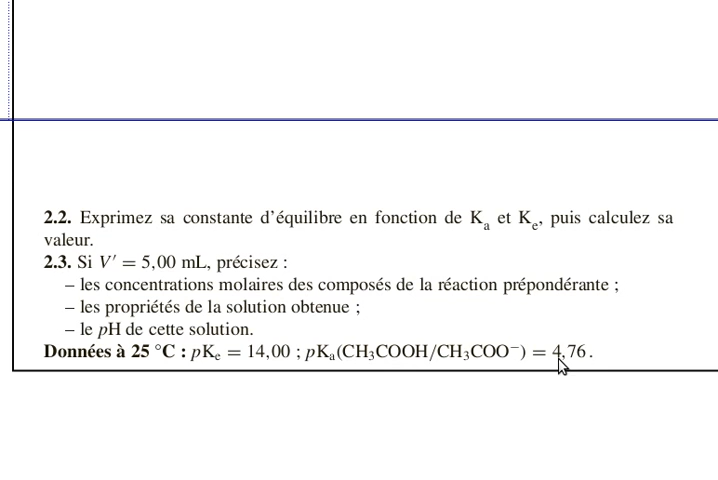 2.2. Exprimez sa constante d'équilibre en fonction de Kₐ et Kₑ, puis calculez sa
valeur.
2.3. Si V′ = 5,00 mL, précisez :
– les concentrations molaires des composés de la réaction prépondérante ;
– les propriétés de la solution obtenue ;
– le pH de cette solution.
Données à 25 °C : pKₑ = 14,00 ; pKₐ(CH₃COOH/CH₃COO⁻) = 4,76.